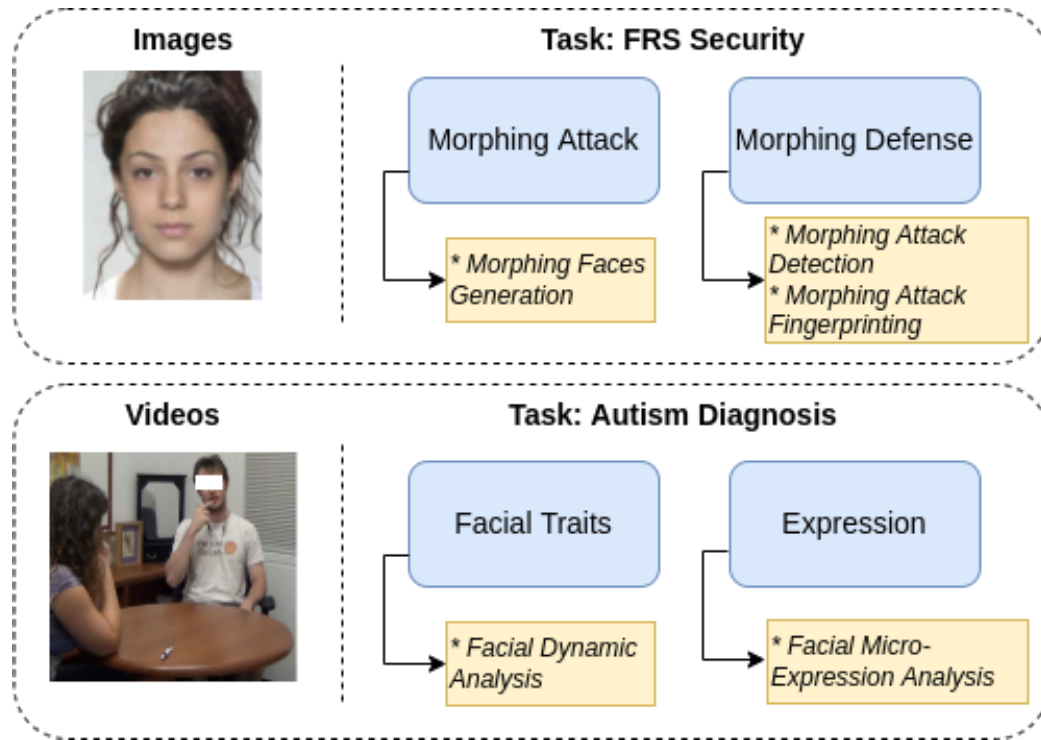 Images
Task: FRS Security
Morphing Attack
Morphing Defense
* Morphing Faces
Generation
* Morphing Attack
Detection
* Morphing Attack
Fingerprinting
Videos
Task: Autism Diagnosis
Facial Traits
Expression
* Facial Dynamic
Analysis
* Facial Micro-
Expression Analysis